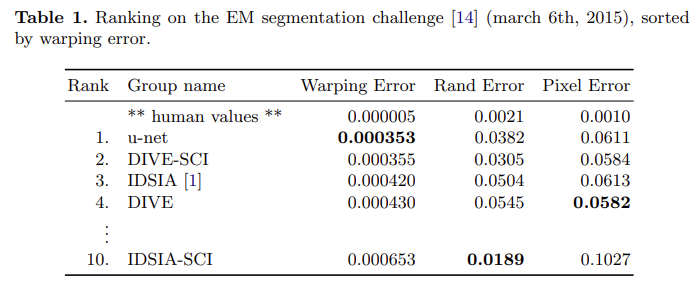 Table 1. Ranking on the EM segmentation challenge [14] (march 6th, 2015), sorted
by warping error.
Rank Group name Warping Error Rand Error Pixel Error
** human values ** 0.000005 0.0021 0.0010
1. u-net 0.000353 0.0382 0.0611
2. DIVE-SCI 0.000355 0.0305 0.0584
3. IDSIA [1] 0.000420 0.0504 0.0613
4. DIVE 0.000430 0.0545 0.0582
⋮
10. IDSIA-SCI 0.000653 0.0189 0.1027